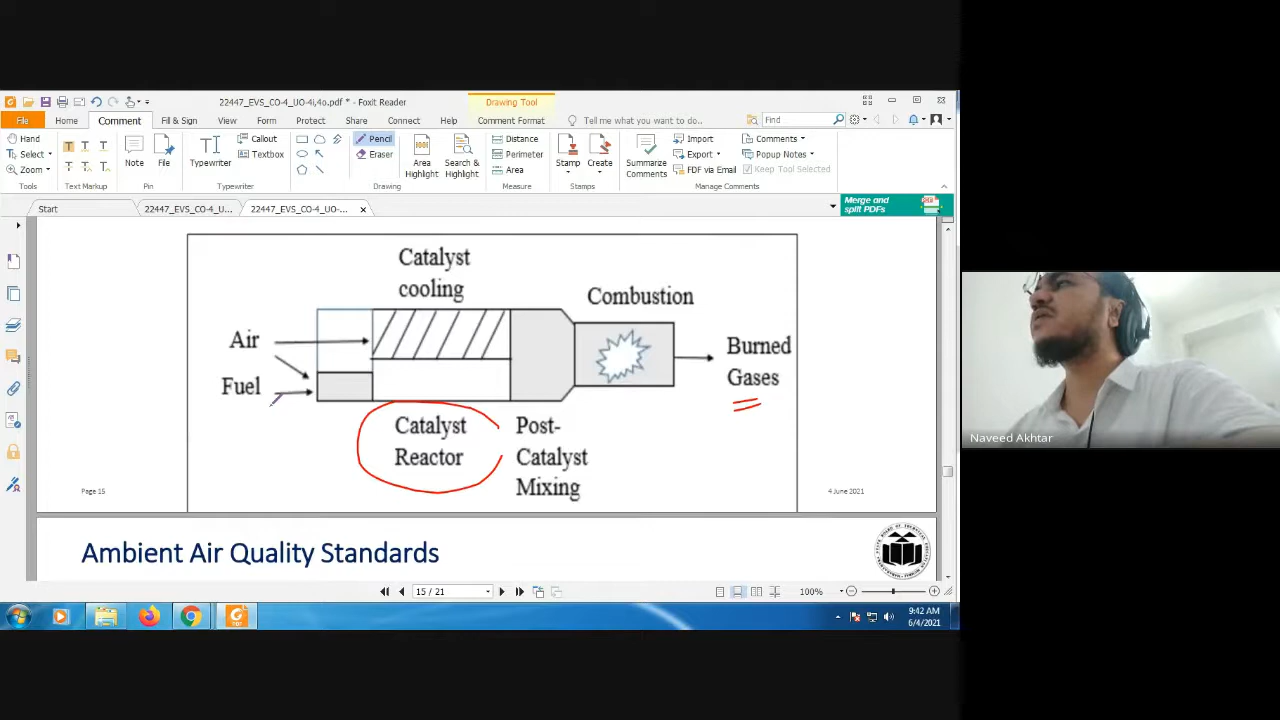 22447_EVS_CO-4_UO-4i,4o.pdf * - Foxit Reader
Drawing Tool
File
Home
Comment
Fill & Sign
View
Form
Protect
Share
Connect
Help
Comment Format
Tell me what you want to do...
Find
Hand
Select
Zoom
Tools
Text Markup
Note
File
Pin
Typewriter
Callout
Textbox
Typewriter
Pencil
Eraser
Drawing
Area
Highlight
Search &
Highlight
Distance
Perimeter
Area
Measure
Stamp
Create
Stamps
Summarize
Comments
Import
Export
FDF via Email
Comments
Popup Notes
Keep Tool Selected
Manage Comments
Start
22447_EVS_CO-4_U...
22447_EVS_CO-4_UO-...
Merge and
split PDFs
Catalyst
cooling
Combustion
Air
Fuel
Burned
Gases
Catalyst
Reactor
Post-
Catalyst
Mixing
Page 15
4 June 2021
Ambient Air Quality Standards
15 / 21
100%
9:42 AM
6/4/2021
Naveed Akhtar